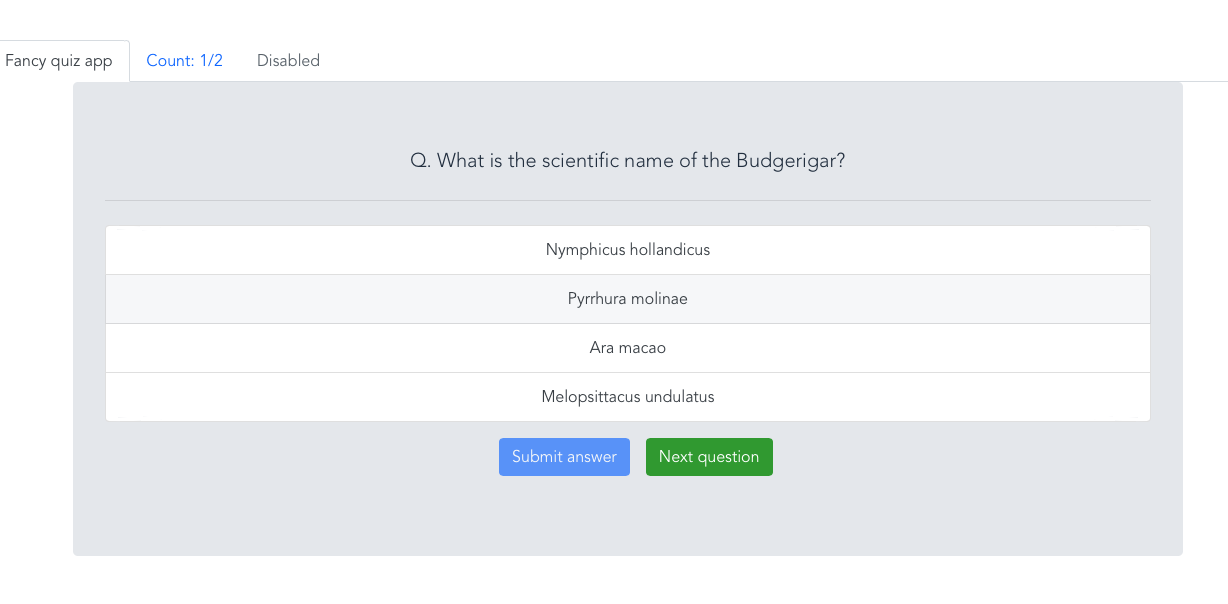 Fancy quiz app Count: 1/2 Disabled
Q. What is the scientific name of the Budgerigar?
Nymphicus hollandicus
Pyrrhura molinae
Ara macao
Melopsittacus undulatus
Submit answer Next question